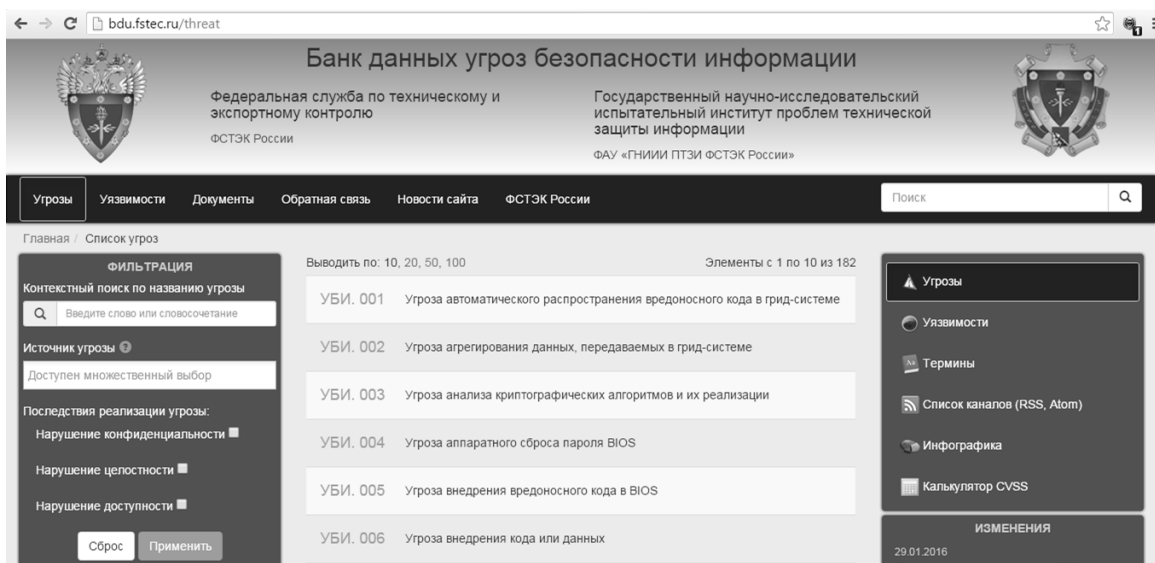 bdu.fstec.ru/threat
1
Банк данных угроз безопасности информации
Федеральная служба по техническому и
экспортному контролю
ФСТЭК России
Государственный научно-исследовательский
испытательный институт проблем технической
защиты информации
ФАУ «ГНИИИ ПТЗИ ФСТЭК России»
Угрозы Уязвимости Документы Обратная связь Новости сайта ФСТЭК России Поиск
Главная / Список угроз
ФИЛЬТРАЦИЯ
Контекстный поиск по названию угрозы
Введите слово или словосочетание
Источник угрозы ?
Доступен множественный выбор
Последствия реализации угрозы:
Нарушение конфиденциальности
Нарушение целостности
Нарушение доступности
Сброс Применить
Выводить по: 10, 20, 50, 100 Элементы с 1 по 10 из 182
УБИ. 001 Угроза автоматического распространения вредоносного кода в грид-системе
УБИ. 002 Угроза агрегирования данных, передаваемых в грид-системе
УБИ. 003 Угроза анализа криптографических алгоритмов и их реализации
УБИ. 004 Угроза аппаратного сброса пароля BIOS
УБИ. 005 Угроза внедрения вредоносного кода в BIOS
УБИ. 006 Угроза внедрения кода или данных
Угрозы
Уязвимости
Aa Термины
Список каналов (RSS, Atom)
Инфографика
Калькулятор CVSS
ИЗМЕНЕНИЯ
29.01.2016